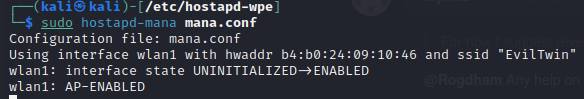 ┌──(kali㉿kali)-[/etc/hostapd-wpe]
└─$ sudo hostapd-mana mana.conf
Configuration file: mana.conf
Using interface wlan1 with hwaddr b4:b0:24:09:10:46 and ssid "EvilTwin"
wlan1: interface state UNINITIALIZED->ENABLED
wlan1: AP-ENABLED
@Rogdham Any help on